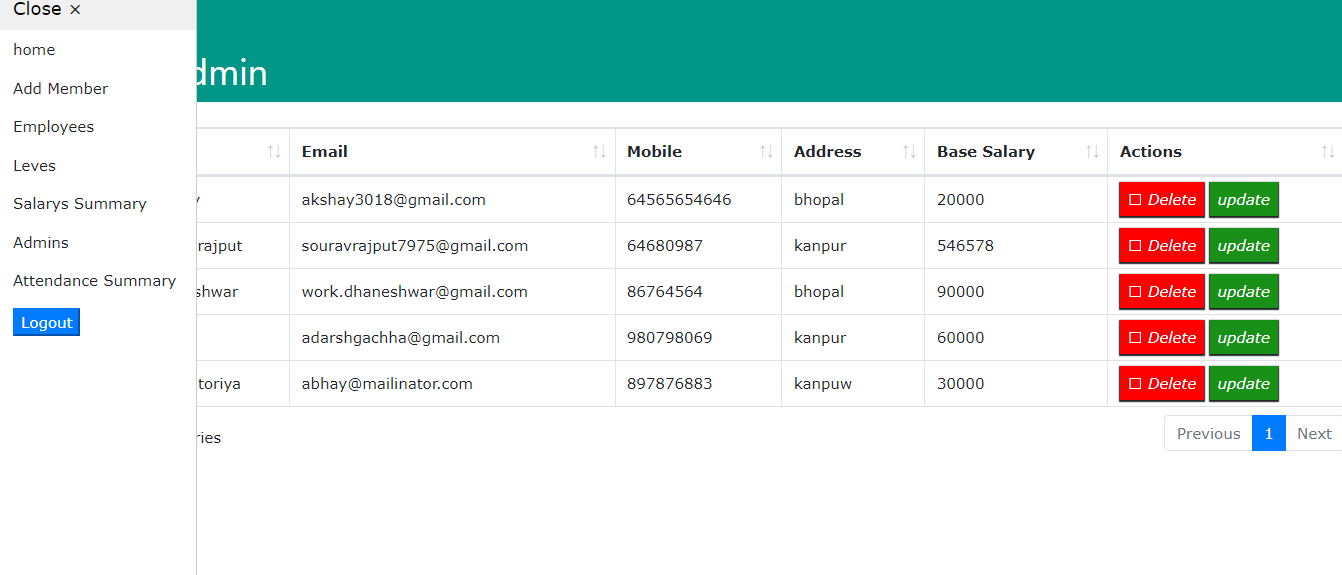 Close ×
home
Add Member
Employees
Leves
Salarys Summary
Admins
Attendance Summary
Logout
dmin
Email Mobile Address Base Salary Actions
akshay3018@gmail.com 64565654646 bhopal 20000 Delete update
rajput souravrajput7975@gmail.com 64680987 kanpur 546578 Delete update
shwar work.dhaneshwar@gmail.com 86764564 bhopal 90000 Delete update
adarshgachha@gmail.com 980798069 kanpur 60000 Delete update
toriya abhay@mailinator.com 897876883 kanpuw 30000 Delete update
ries
Previous 1 Next